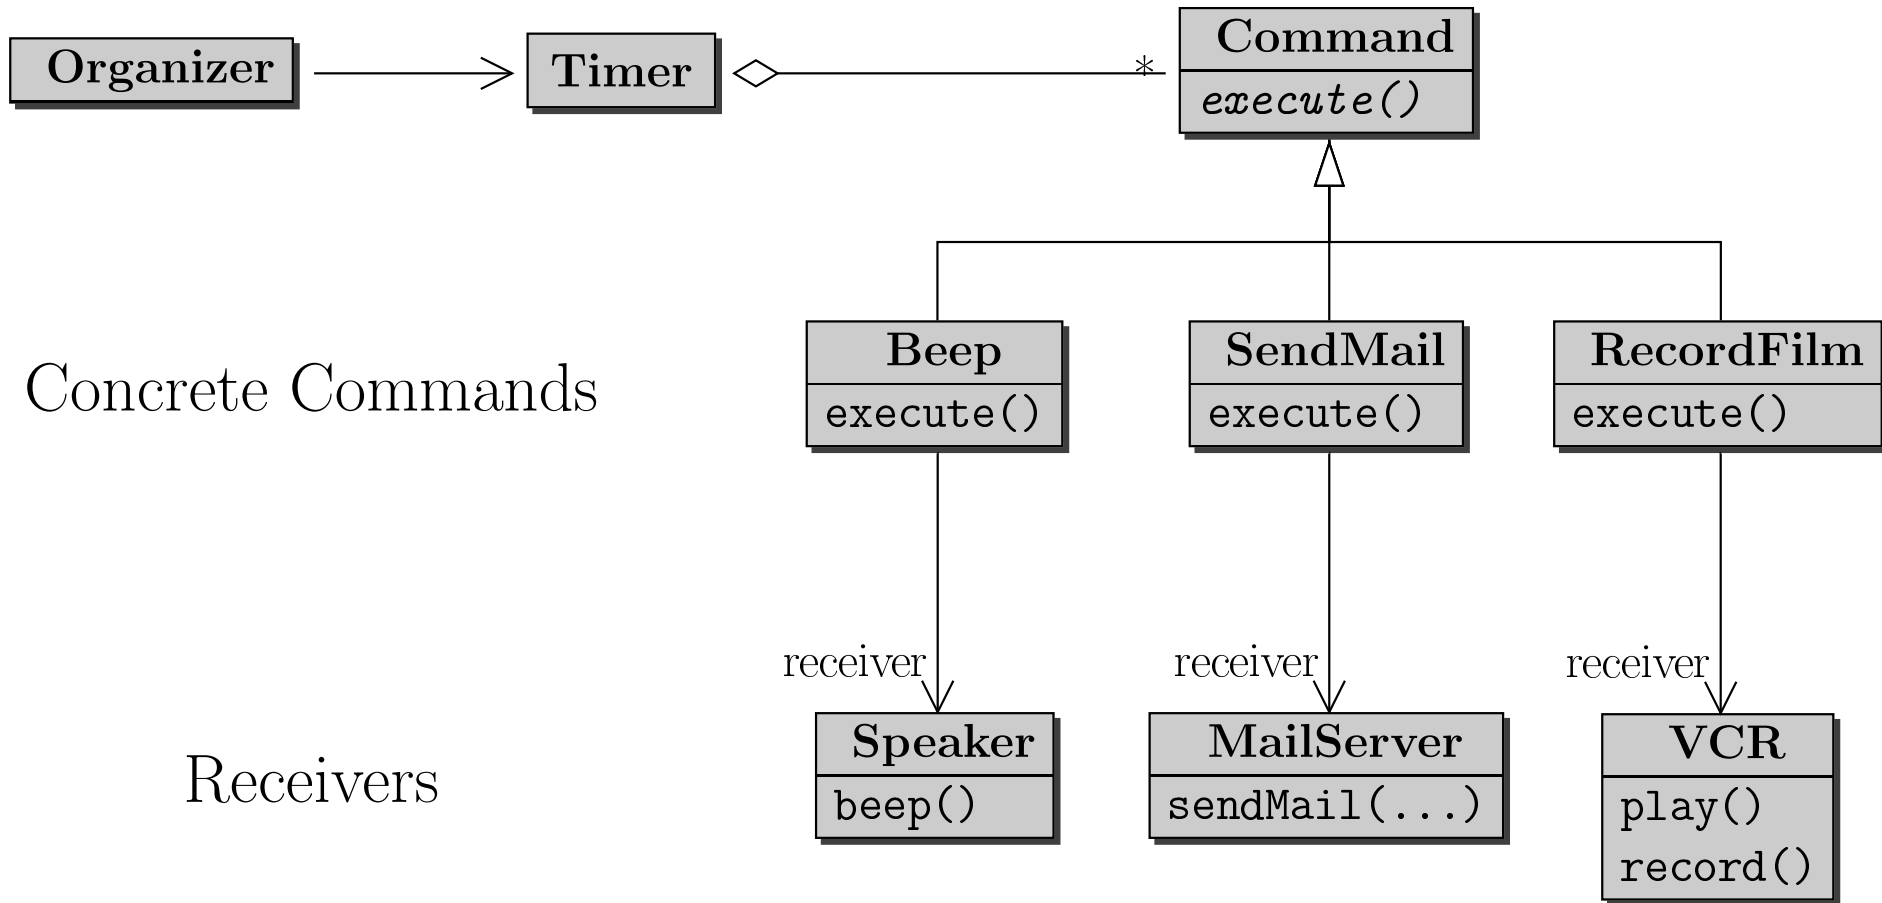 Organizer
Timer
*
Command
execute()
Concrete Commands
Beep
execute()
SendMail
execute()
RecordFilm
execute()
receiver
receiver
receiver
Receivers
Speaker
beep()
MailServer
sendMail(...)
VCR
play()
record()